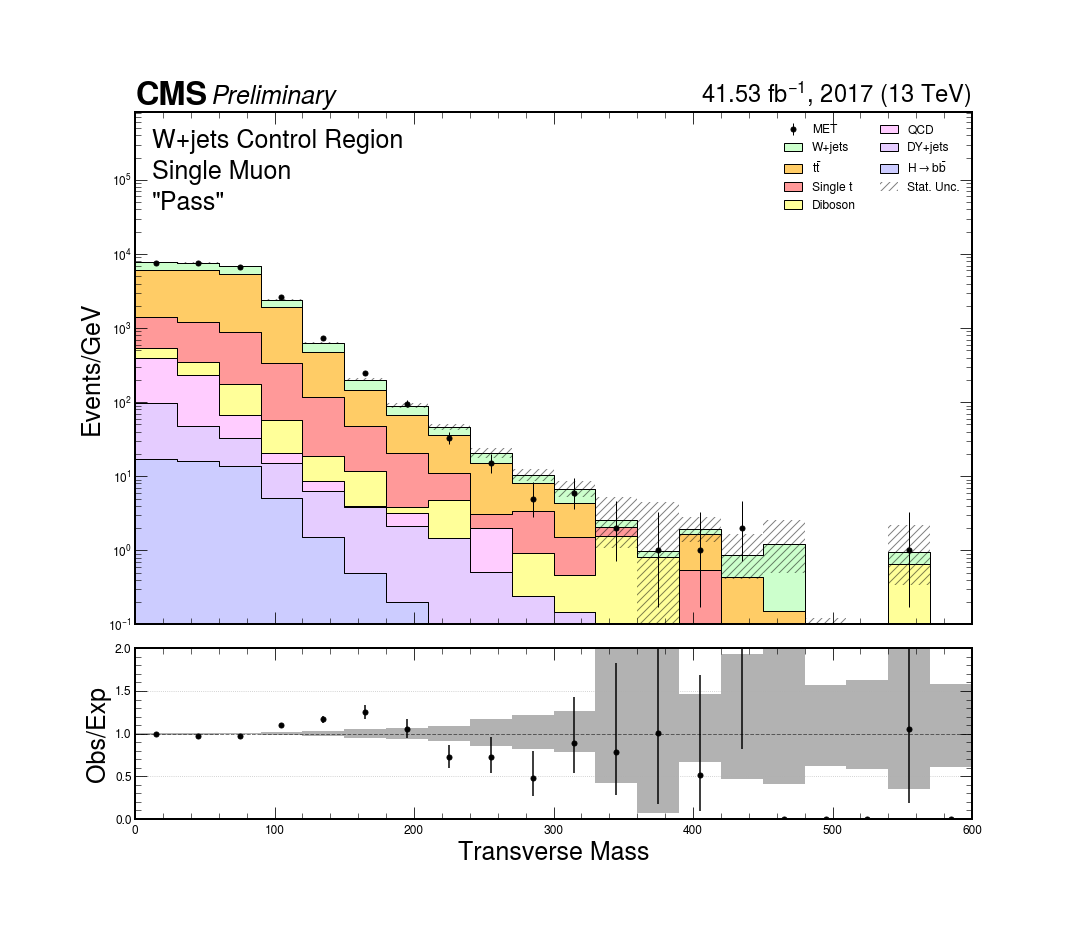 CMS Preliminary
41.53 fb⁻¹, 2017 (13 TeV)
W+jets Control Region
Single Muon
"Pass"
MET
W+jets
tt̄
Single t
Diboson
QCD
DY+jets
H→bb̄
Stat. Unc.
Events/GeV
10⁵
10⁴
10³
10²
10¹
10⁰
10⁻¹
Obs/Exp
2.0
1.5
1.0
0.5
0.0
0 100 200 300 400 500 600
Transverse Mass